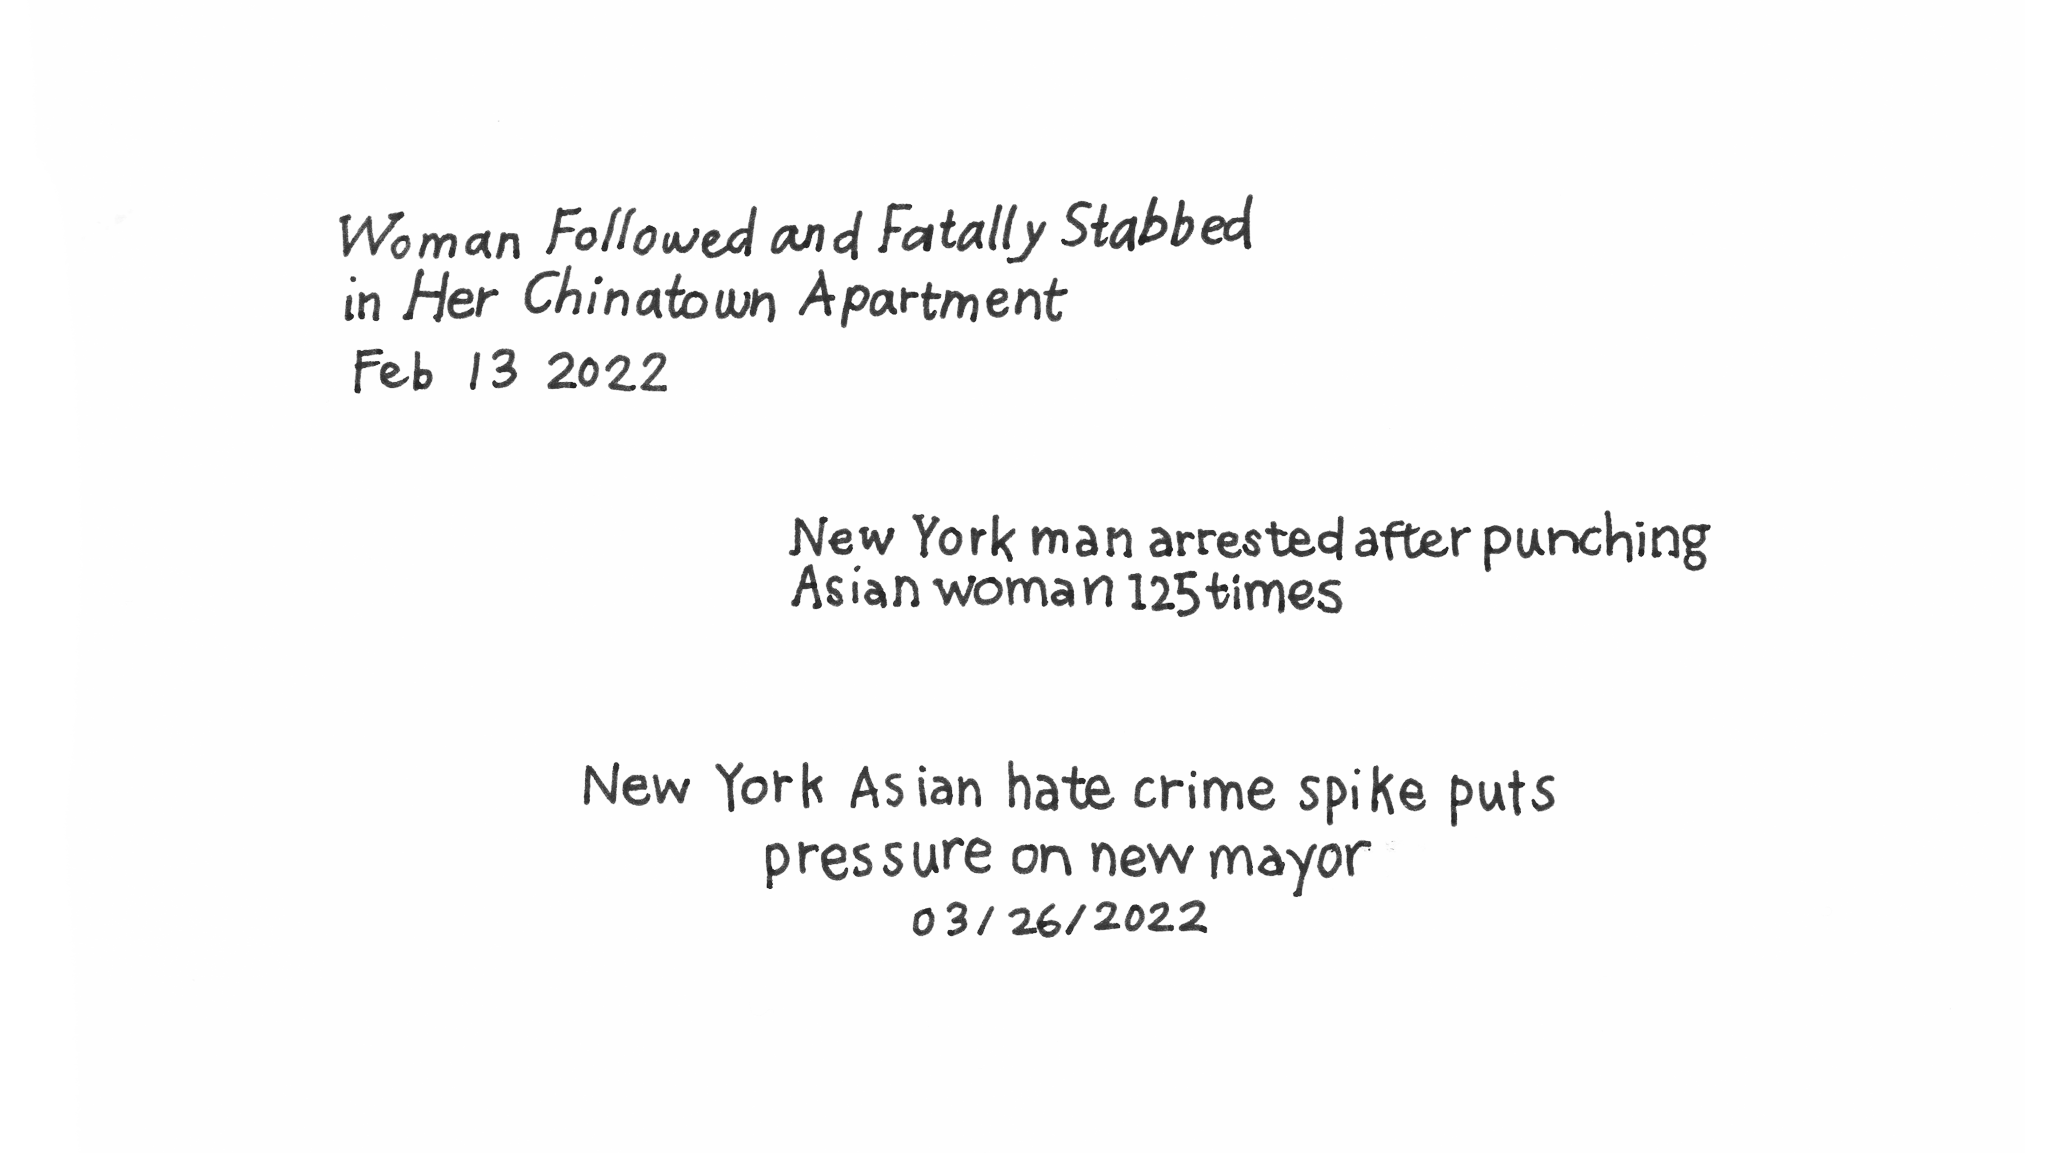 Woman Followed and Fatally Stabbed
in Her Chinatown Apartment
Feb 13 2022
New York man arrested after punching
Asian woman 125 times
New York Asian hate crime spike puts
pressure on new mayor
03/26/2022